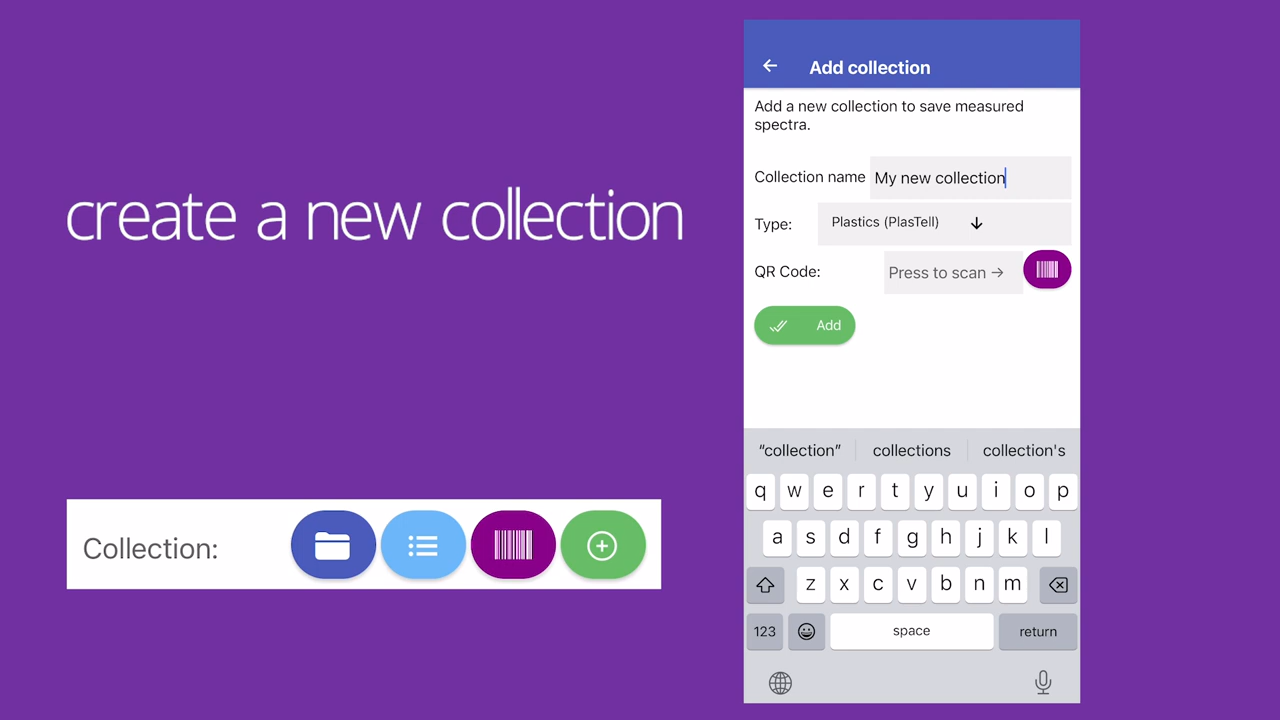 create a new collection
Collection:
Add collection
Add a new collection to save measured
spectra.
Collection name My new collection
Type: Plastics (PlasTell)
QR Code: Press to scan →
Add
“collection” collections collection's
q w e r t y u i o p
a s d f g h j k l
z x c v b n m
123 space return